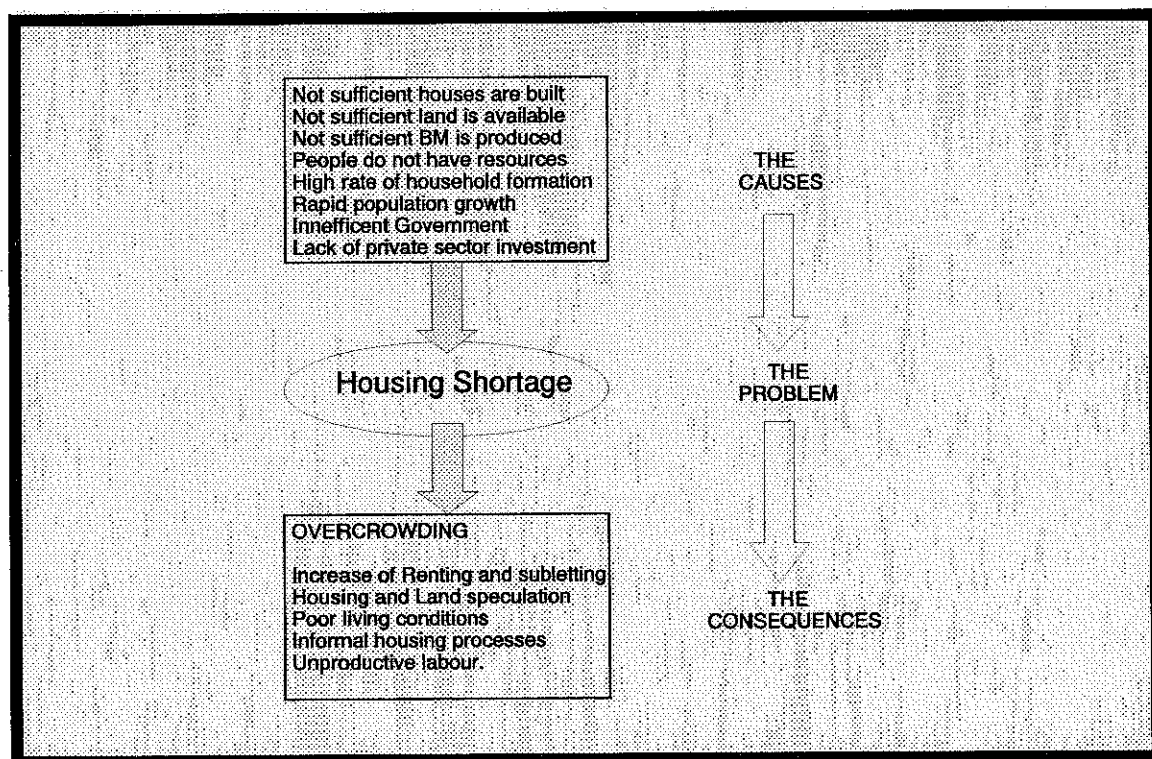 Not sufficient houses are built
Not sufficient land is available
Not sufficient BM is produced
People do not have resources
High rate of household formation
Rapid population growth
Innefficent Government
Lack of private sector investment
THE
CAUSES
Housing Shortage
THE
PROBLEM
OVERCROWDING
Increase of Renting and subletting
Housing and Land speculation
Poor living conditions
Informal housing processes
Unproductive labour.
THE
CONSEQUENCES